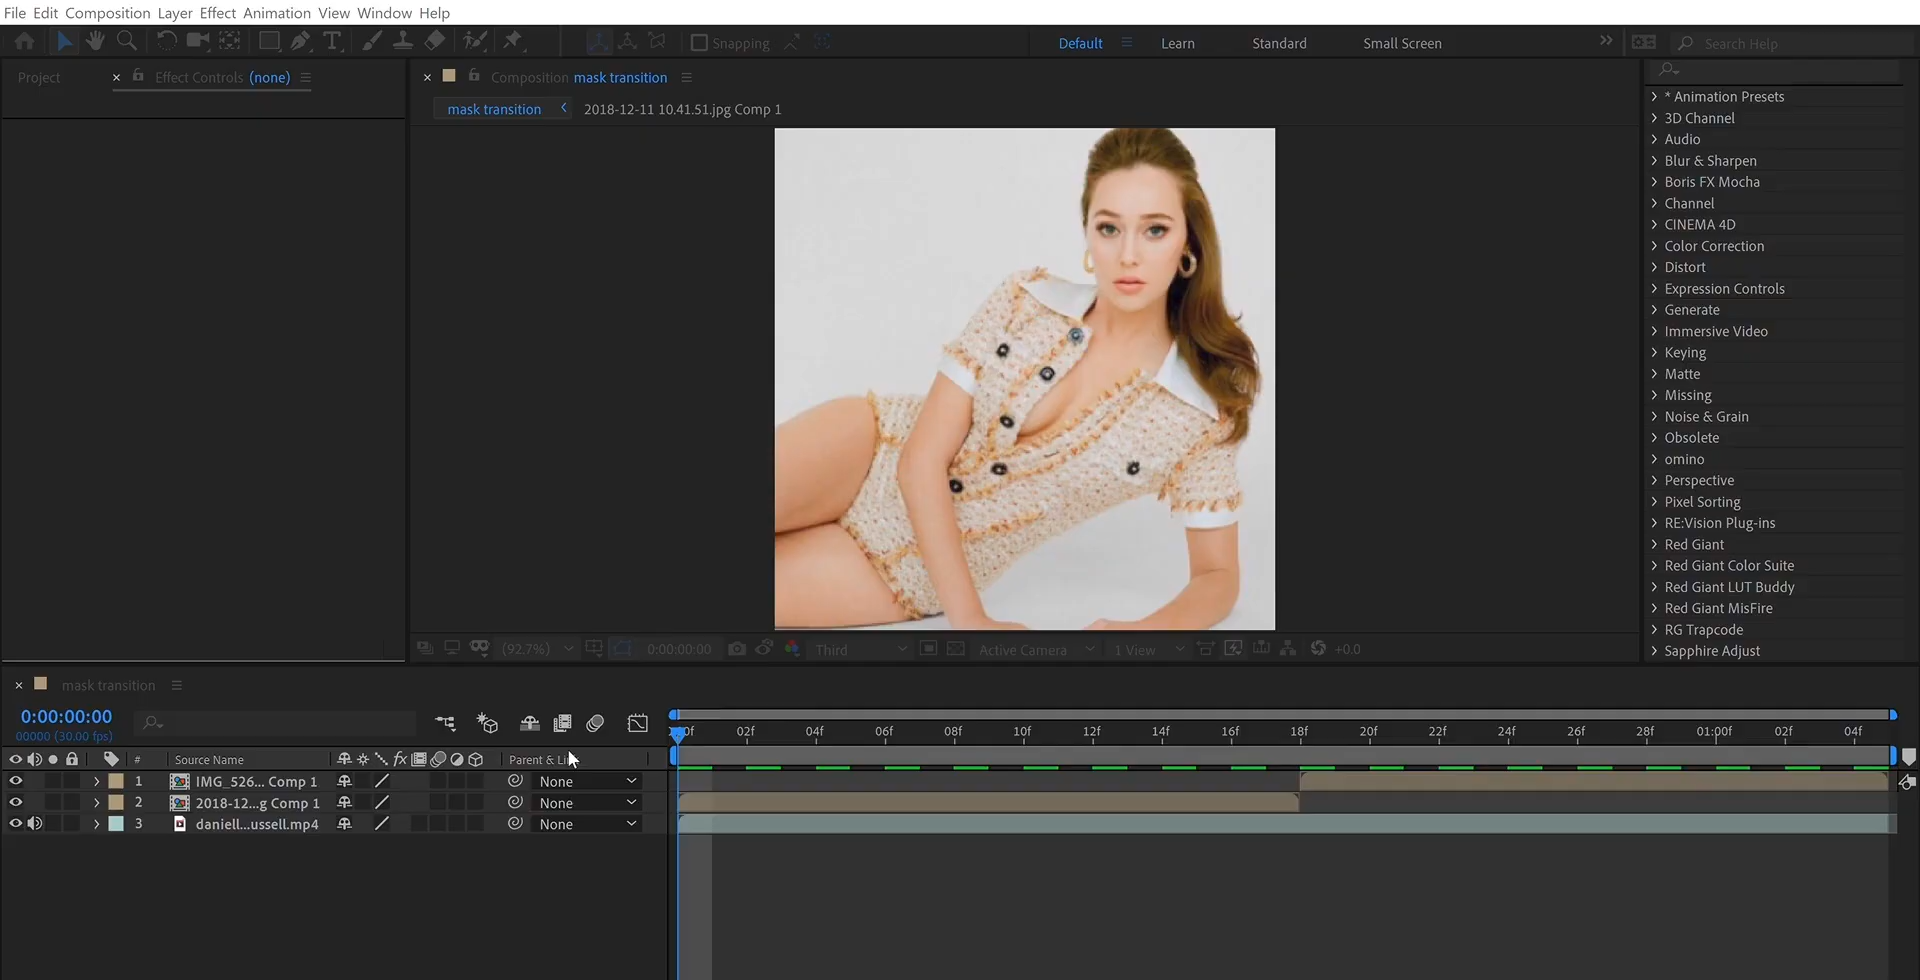 File Edit Composition Layer Effect Animation View Window Help
Snapping
Default
Learn
Standard
Small Screen
Search Help
Project
Effect Controls (none)
Composition mask transition
mask transition
2018-12-11 10.41.51.jpg Comp 1
* Animation Presets
3D Channel
Audio
Blur & Sharpen
Boris FX Mocha
Channel
CINEMA 4D
Color Correction
Distort
Expression Controls
Generate
Immersive Video
Keying
Matte
Missing
Noise & Grain
Obsolete
omino
Perspective
Pixel Sorting
RE:Vision Plug-ins
Red Giant
Red Giant Color Suite
Red Giant LUT Buddy
Red Giant MisFire
RG Trapcode
Sapphire Adjust
(92.7%)
0:00:00:00
Third
Active Camera
1 View
+0.0
mask transition
0:00:00:00
00000 (30.00 fps)
02f 04f 06f 08f 10f 12f 14f 16f 18f 20f 22f 24f 26f 28f 01:00f 02f 04f
# Source Name fx Parent &
1 IMG_526... Comp 1 None
2 2018-12...g Comp 1 None
3 daniell...ussell.mp4 None